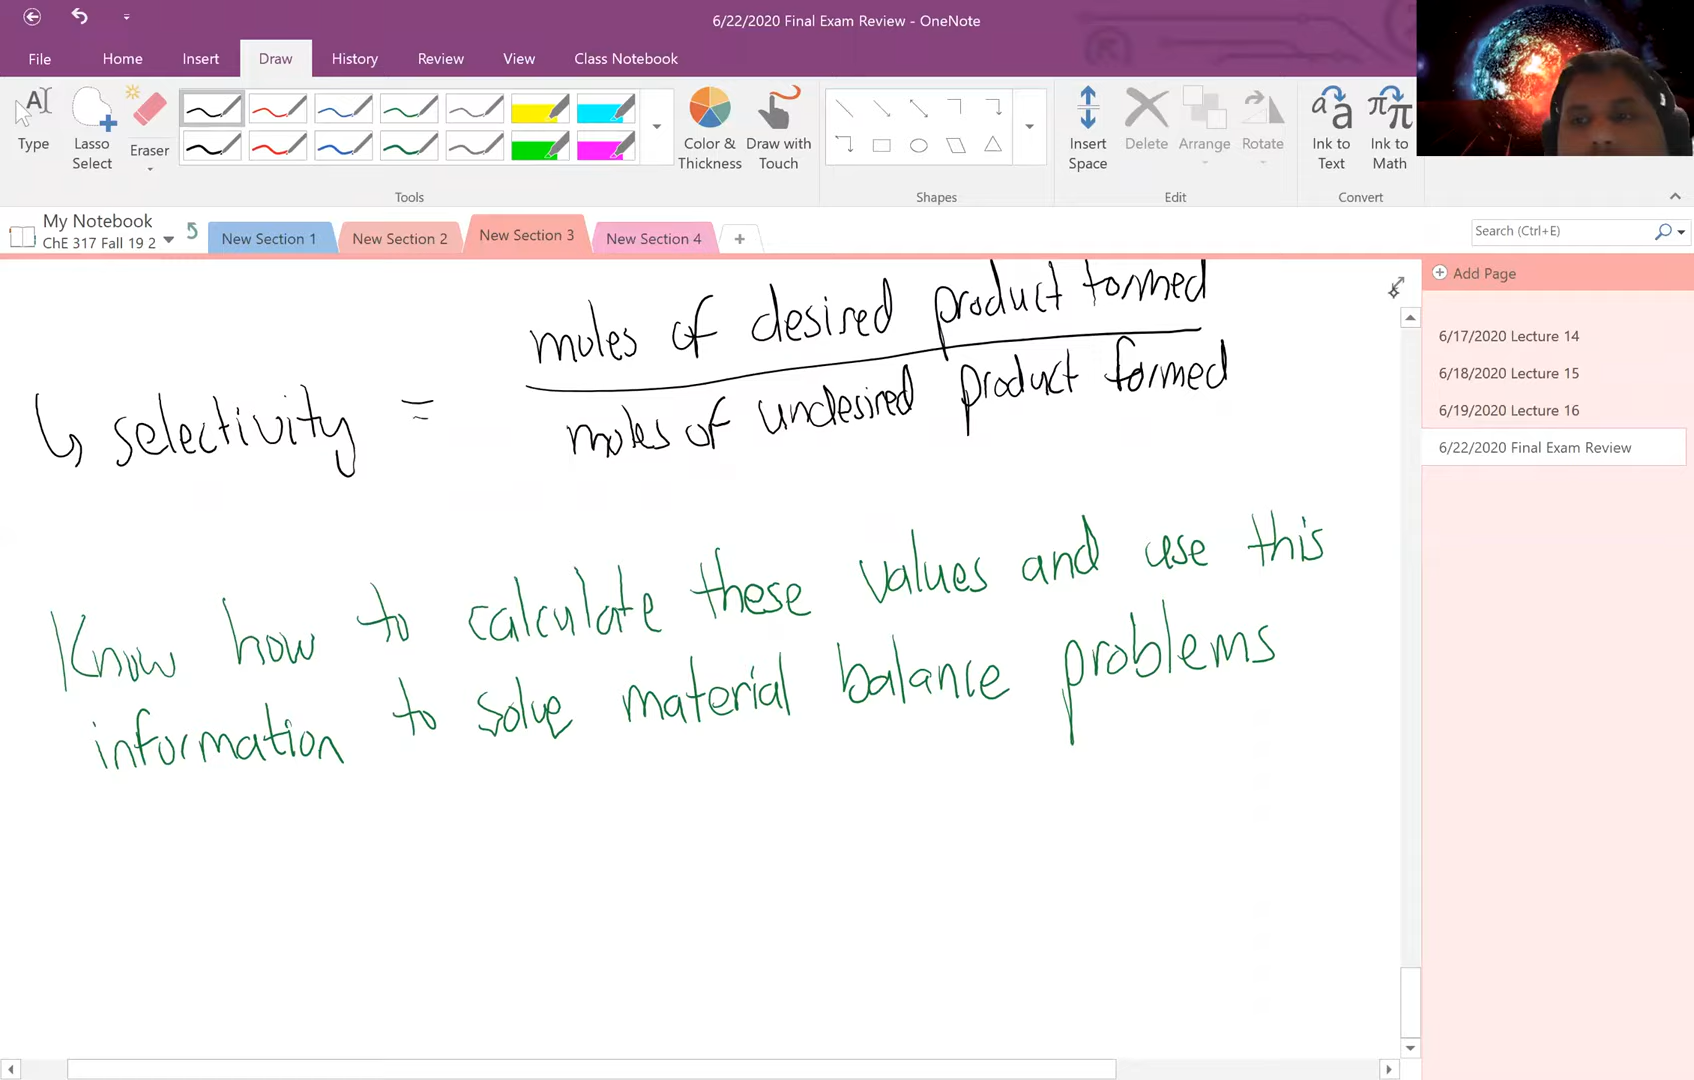 6/22/2020 Final Exam Review - OneNote
File Home Insert Draw History Review View Class Notebook
Type
Lasso Select
Eraser
Color & Thickness
Draw with Touch
Insert Space
Delete
Arrange
Rotate
Ink to Text
Ink to Math
Tools Shapes Edit Convert
My Notebook
ChE 317 Fall 19 2
New Section 1 New Section 2 New Section 3 New Section 4
Search (Ctrl+E)
Add Page
6/17/2020 Lecture 14
6/18/2020 Lecture 15
6/19/2020 Lecture 16
6/22/2020 Final Exam Review
moles of desired product formed
↳ selectivity =
moles of undesired product formed
Know how to calculate these values and use this
information to solve material balance problems